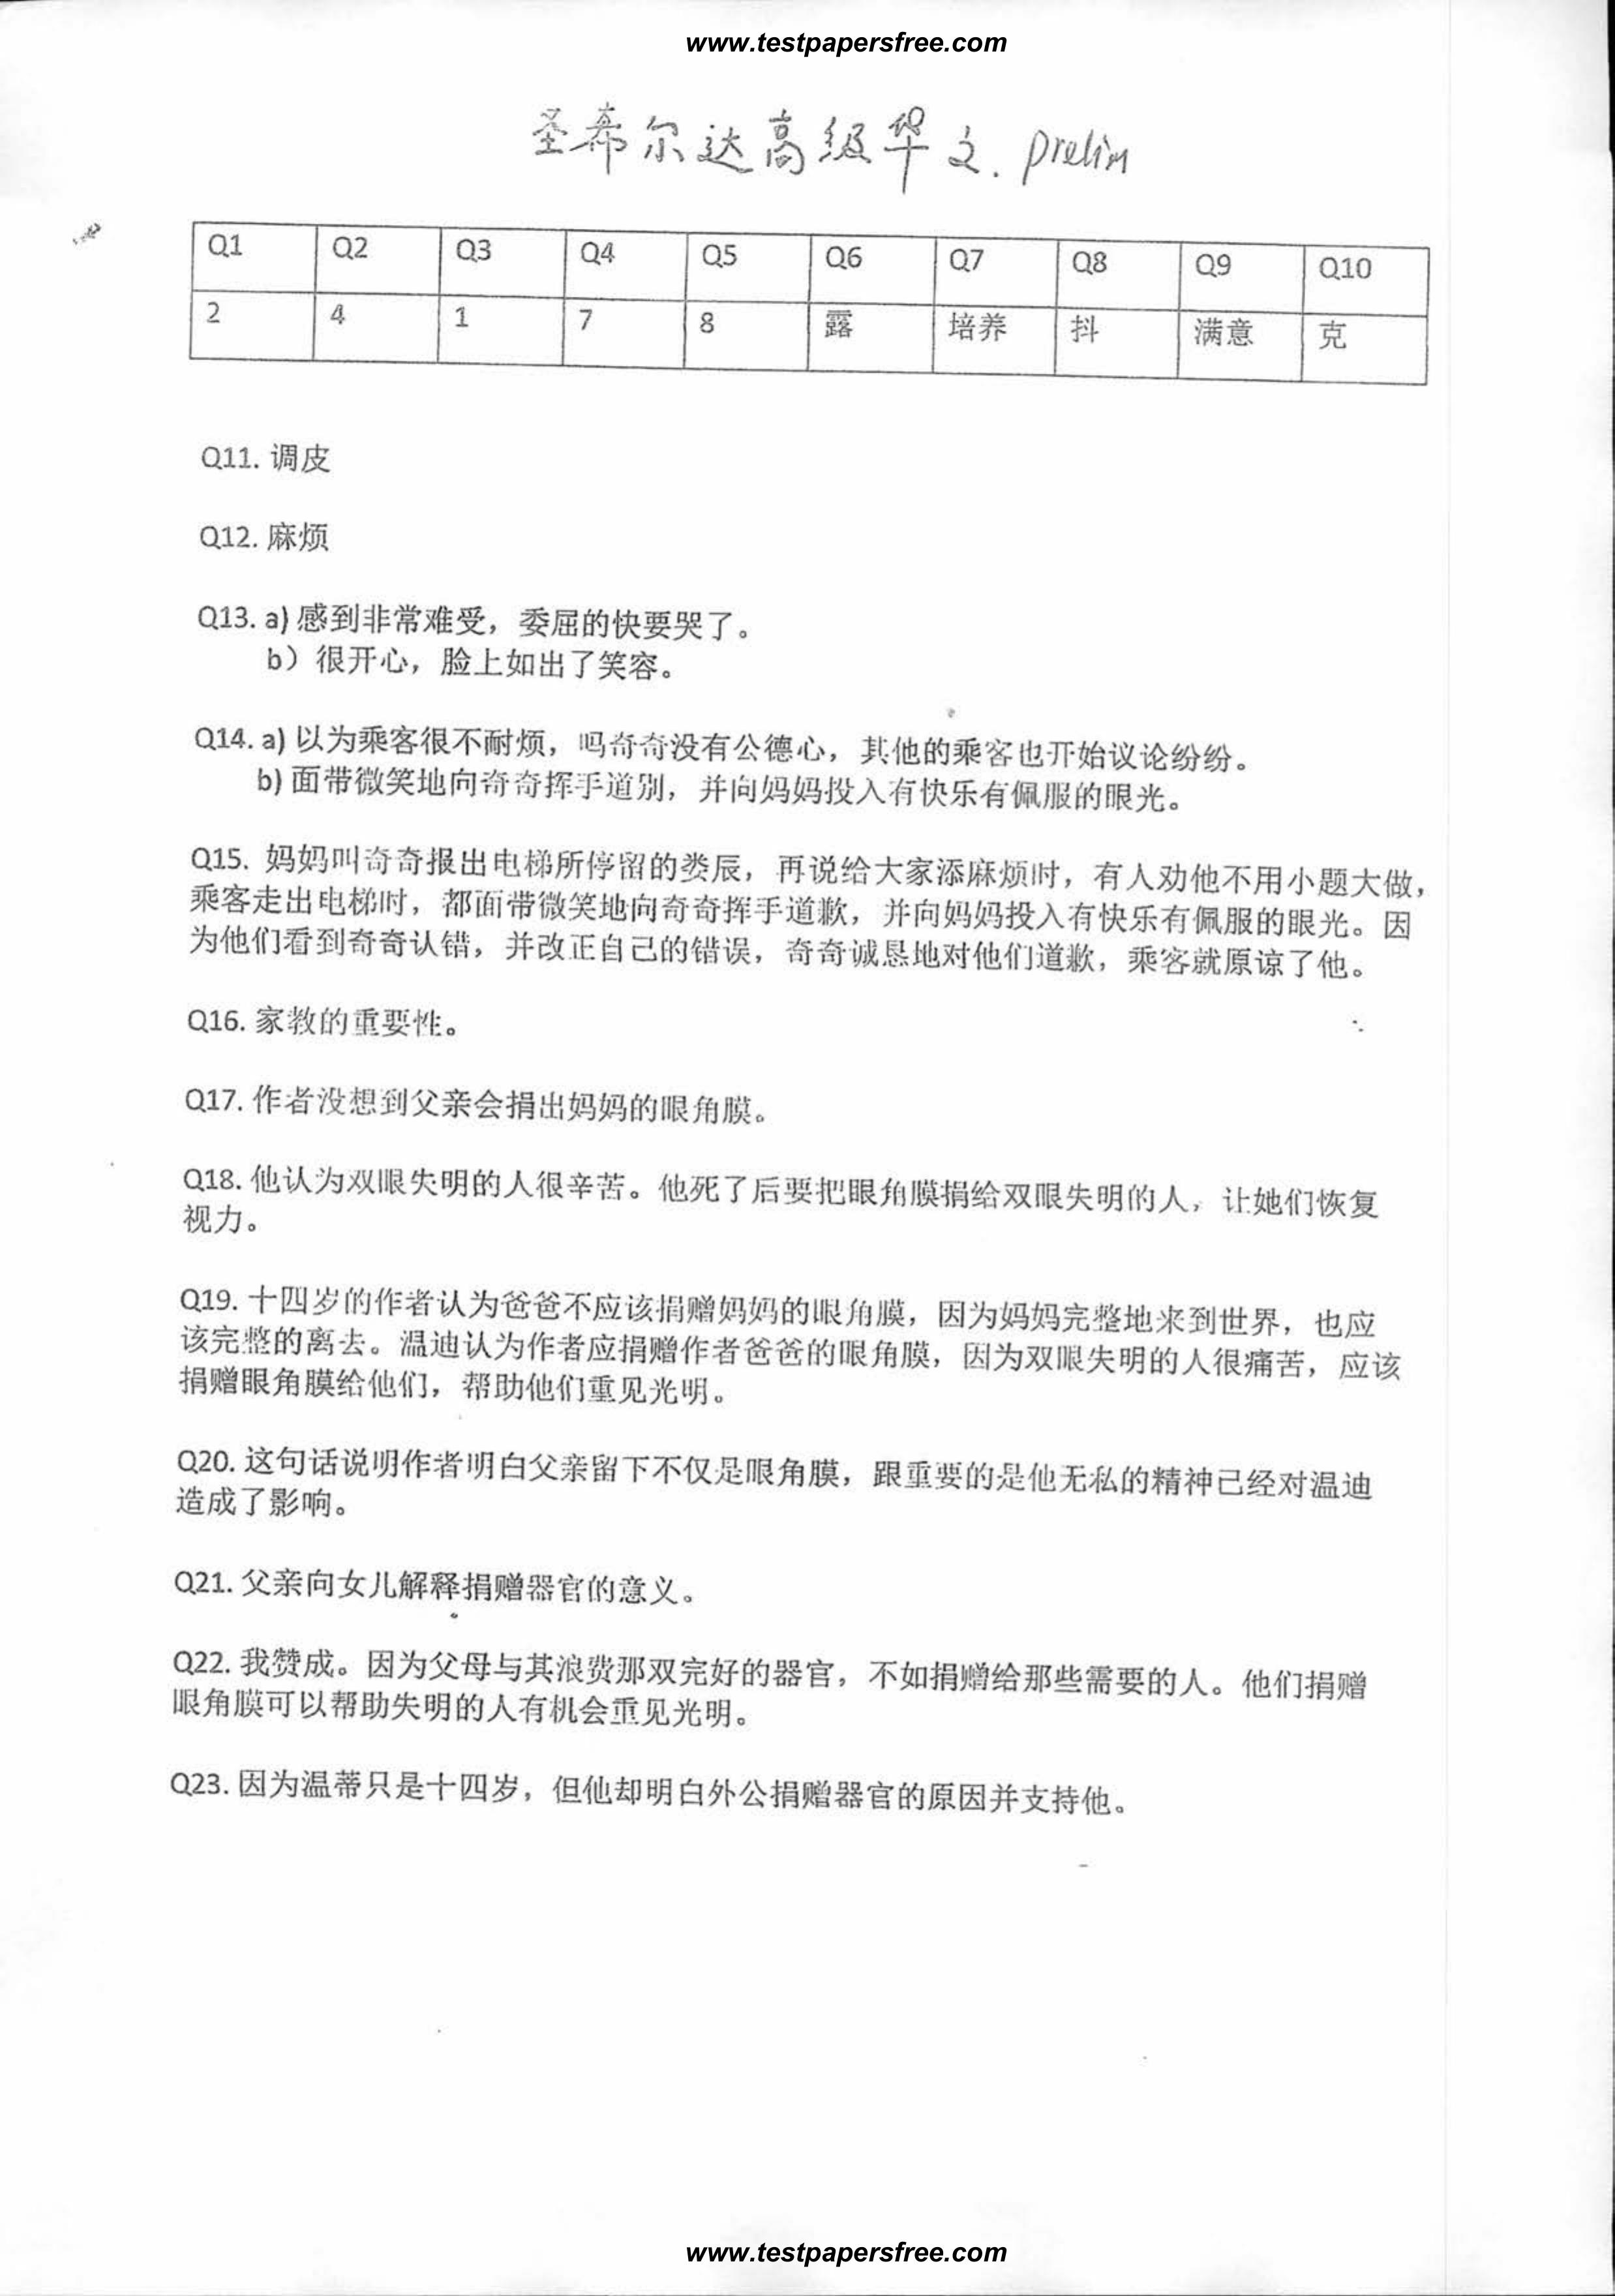 www.testpapersfree.com
圣希尔达高级华文. prelim
Q1 Q2 Q3 Q4 Q5 Q6 Q7 Q8 Q9 Q10
2 4 1 7 8 露 培养 抖 满意 克
Q11. 调皮
Q12. 麻烦
Q13. a) 感到非常难受，委屈的快要哭了。
b）很开心，脸上如出了笑容。
Q14. a) 以为乘客很不耐烦，吗奇奇没有公德心，其他的乘客也开始议论纷纷。
b) 面带微笑地向奇奇挥手道别，并向妈妈投入有快乐有佩服的眼光。
Q15. 妈妈叫奇奇报出电梯所停留的娄辰，再说给大家添麻烦时，有人劝他不用小题大做，
乘客走出电梯时，都面带微笑地向奇奇挥手道歉，并向妈妈投入有快乐有佩服的眼光。因
为他们看到奇奇认错，并改正自己的错误，奇奇诚恳地对他们道歉，乘客就原谅了他。
Q16. 家教的重要性。
Q17. 作者没想到父亲会捐出妈妈的眼角膜。
Q18. 他认为双眼失明的人很辛苦。他死了后要把眼角膜捐给双眼失明的人，让她们恢复
视力。
Q19. 十四岁的作者认为爸爸不应该捐赠妈妈的眼角膜，因为妈妈完整地来到世界，也应
该完整的离去。温迪认为作者应捐赠作者爸爸的眼角膜，因为双眼失明的人很痛苦，应该
捐赠眼角膜给他们，帮助他们重见光明。
Q20. 这句话说明作者明白父亲留下不仅是眼角膜，跟重要的是他无私的精神已经对温迪
造成了影响。
Q21. 父亲向女儿解释捐赠器官的意义。
Q22. 我赞成。因为父母与其浪费那双完好的器官，不如捐赠给那些需要的人。他们捐赠
眼角膜可以帮助失明的人有机会重见光明。
Q23. 因为温蒂只是十四岁，但他却明白外公捐赠器官的原因并支持他。
www.testpapersfree.com